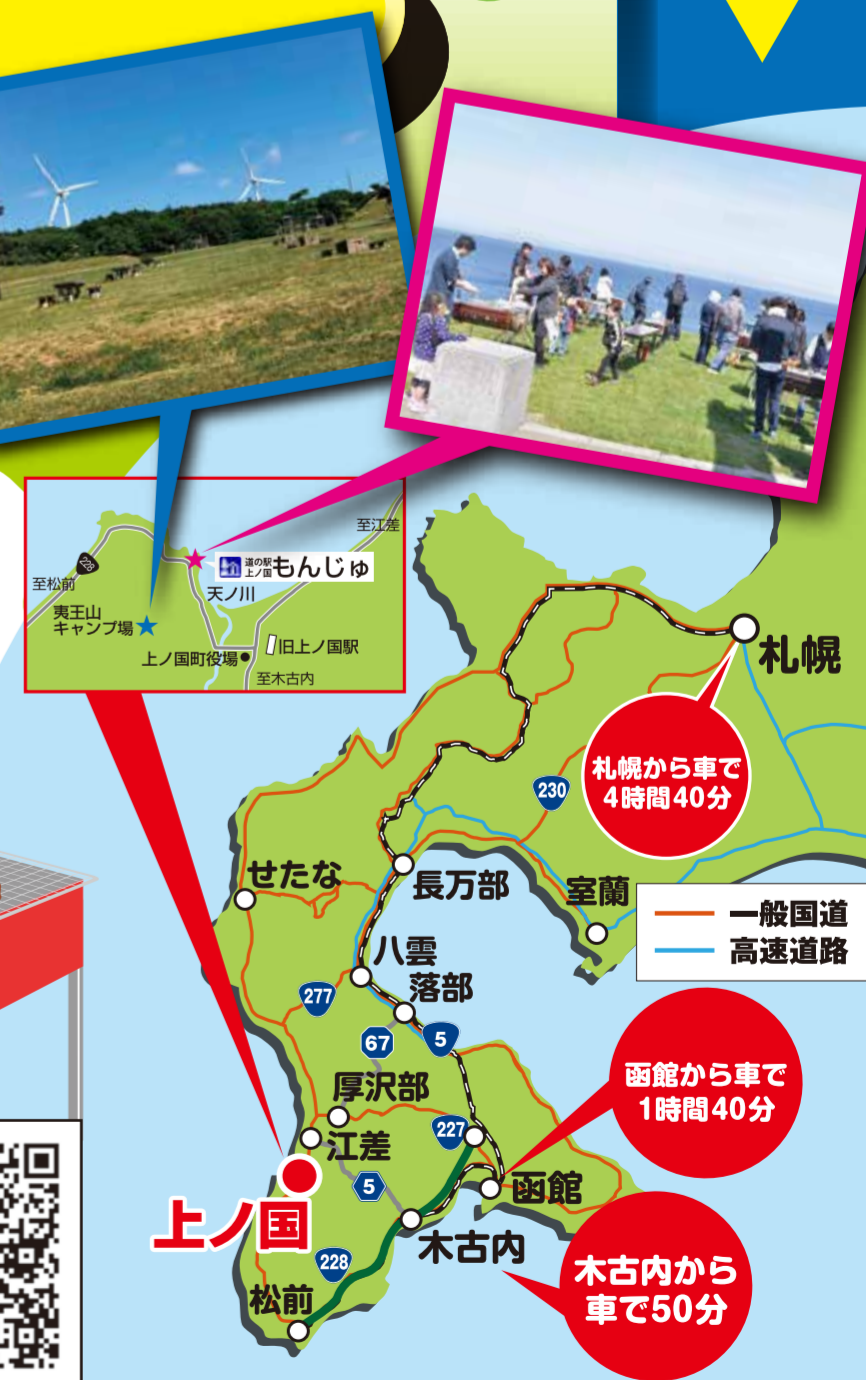 至江差
228
道の駅
上ノ国
もんじゅ
至松前
天ノ川
夷王山
キャンプ場
上ノ国町役場
旧上ノ国駅
至木古内
札幌
札幌から車で
4時間40分
230
せたな
長万部
室蘭
一般国道
高速道路
八雲
落部
277
67
5
函館から車で
1時間40分
厚沢部
227
江差
5
函館
上ノ国
木古内
228
木古内から
車で50分
松前